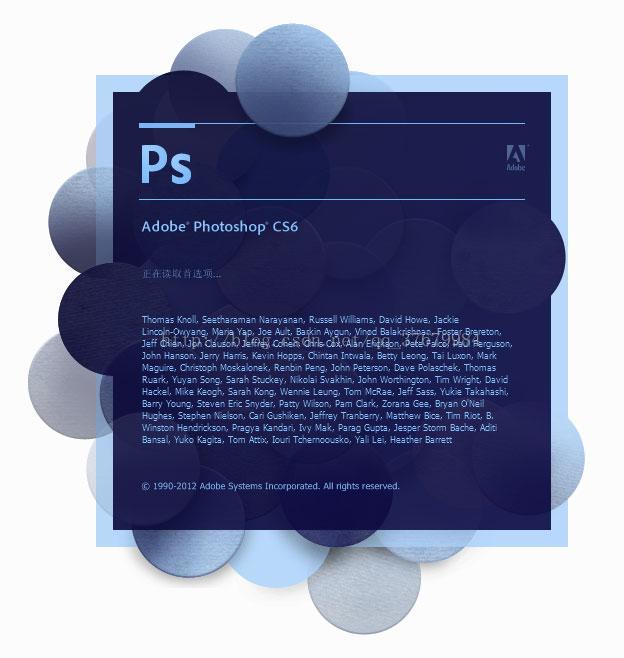 Ps
Adobe
Adobe® Photoshop® CS6
正在读取首选项...
Thomas Knoll, Seetharaman Narayanan, Russell Williams, David Howe, Jackie
Lincoln-Owyang, Maria Yap, Joe Ault, Barkin Aygun, Vinod Balakrishnan, Foster Brereton,
Jeff Chien, Jon Clauson, Jeffrey Cohen, Chris Cox, Alan Erickson, Pete Falco, Paul Ferguson,
John Hanson, Jerry Harris, Kevin Hopps, Chintan Intwala, Betty Leong, Tai Luxon, Mark
Maguire, Christoph Moskalonek, Renbin Peng, John Peterson, Dave Polaschek, Thomas
Ruark, Yuyan Song, Sarah Stuckey, Nikolai Svakhin, John Worthington, Tim Wright, David
Hackel, Mike Keogh, Sarah Kong, Wennie Leung, Tom McRae, Jeff Sass, Yukie Takahashi,
Barry Young, Steven Eric Snyder, Patty Wilson, Pam Clark, Zorana Gee, Bryan O'Neil
Hughes, Stephen Nielson, Cari Gushiken, Jeffrey Tranberry, Matthew Bice, Tim Riot, B.
Winston Hendrickson, Pragya Kandari, Ivy Mak, Parag Gupta, Jesper Storm Bache, Aditi
Bansal, Yuko Kagita, Tom Attix, Iouri Tchernoousko, Yali Lei, Heather Barrett
© 1990-2012 Adobe Systems Incorporated. All rights reserved.